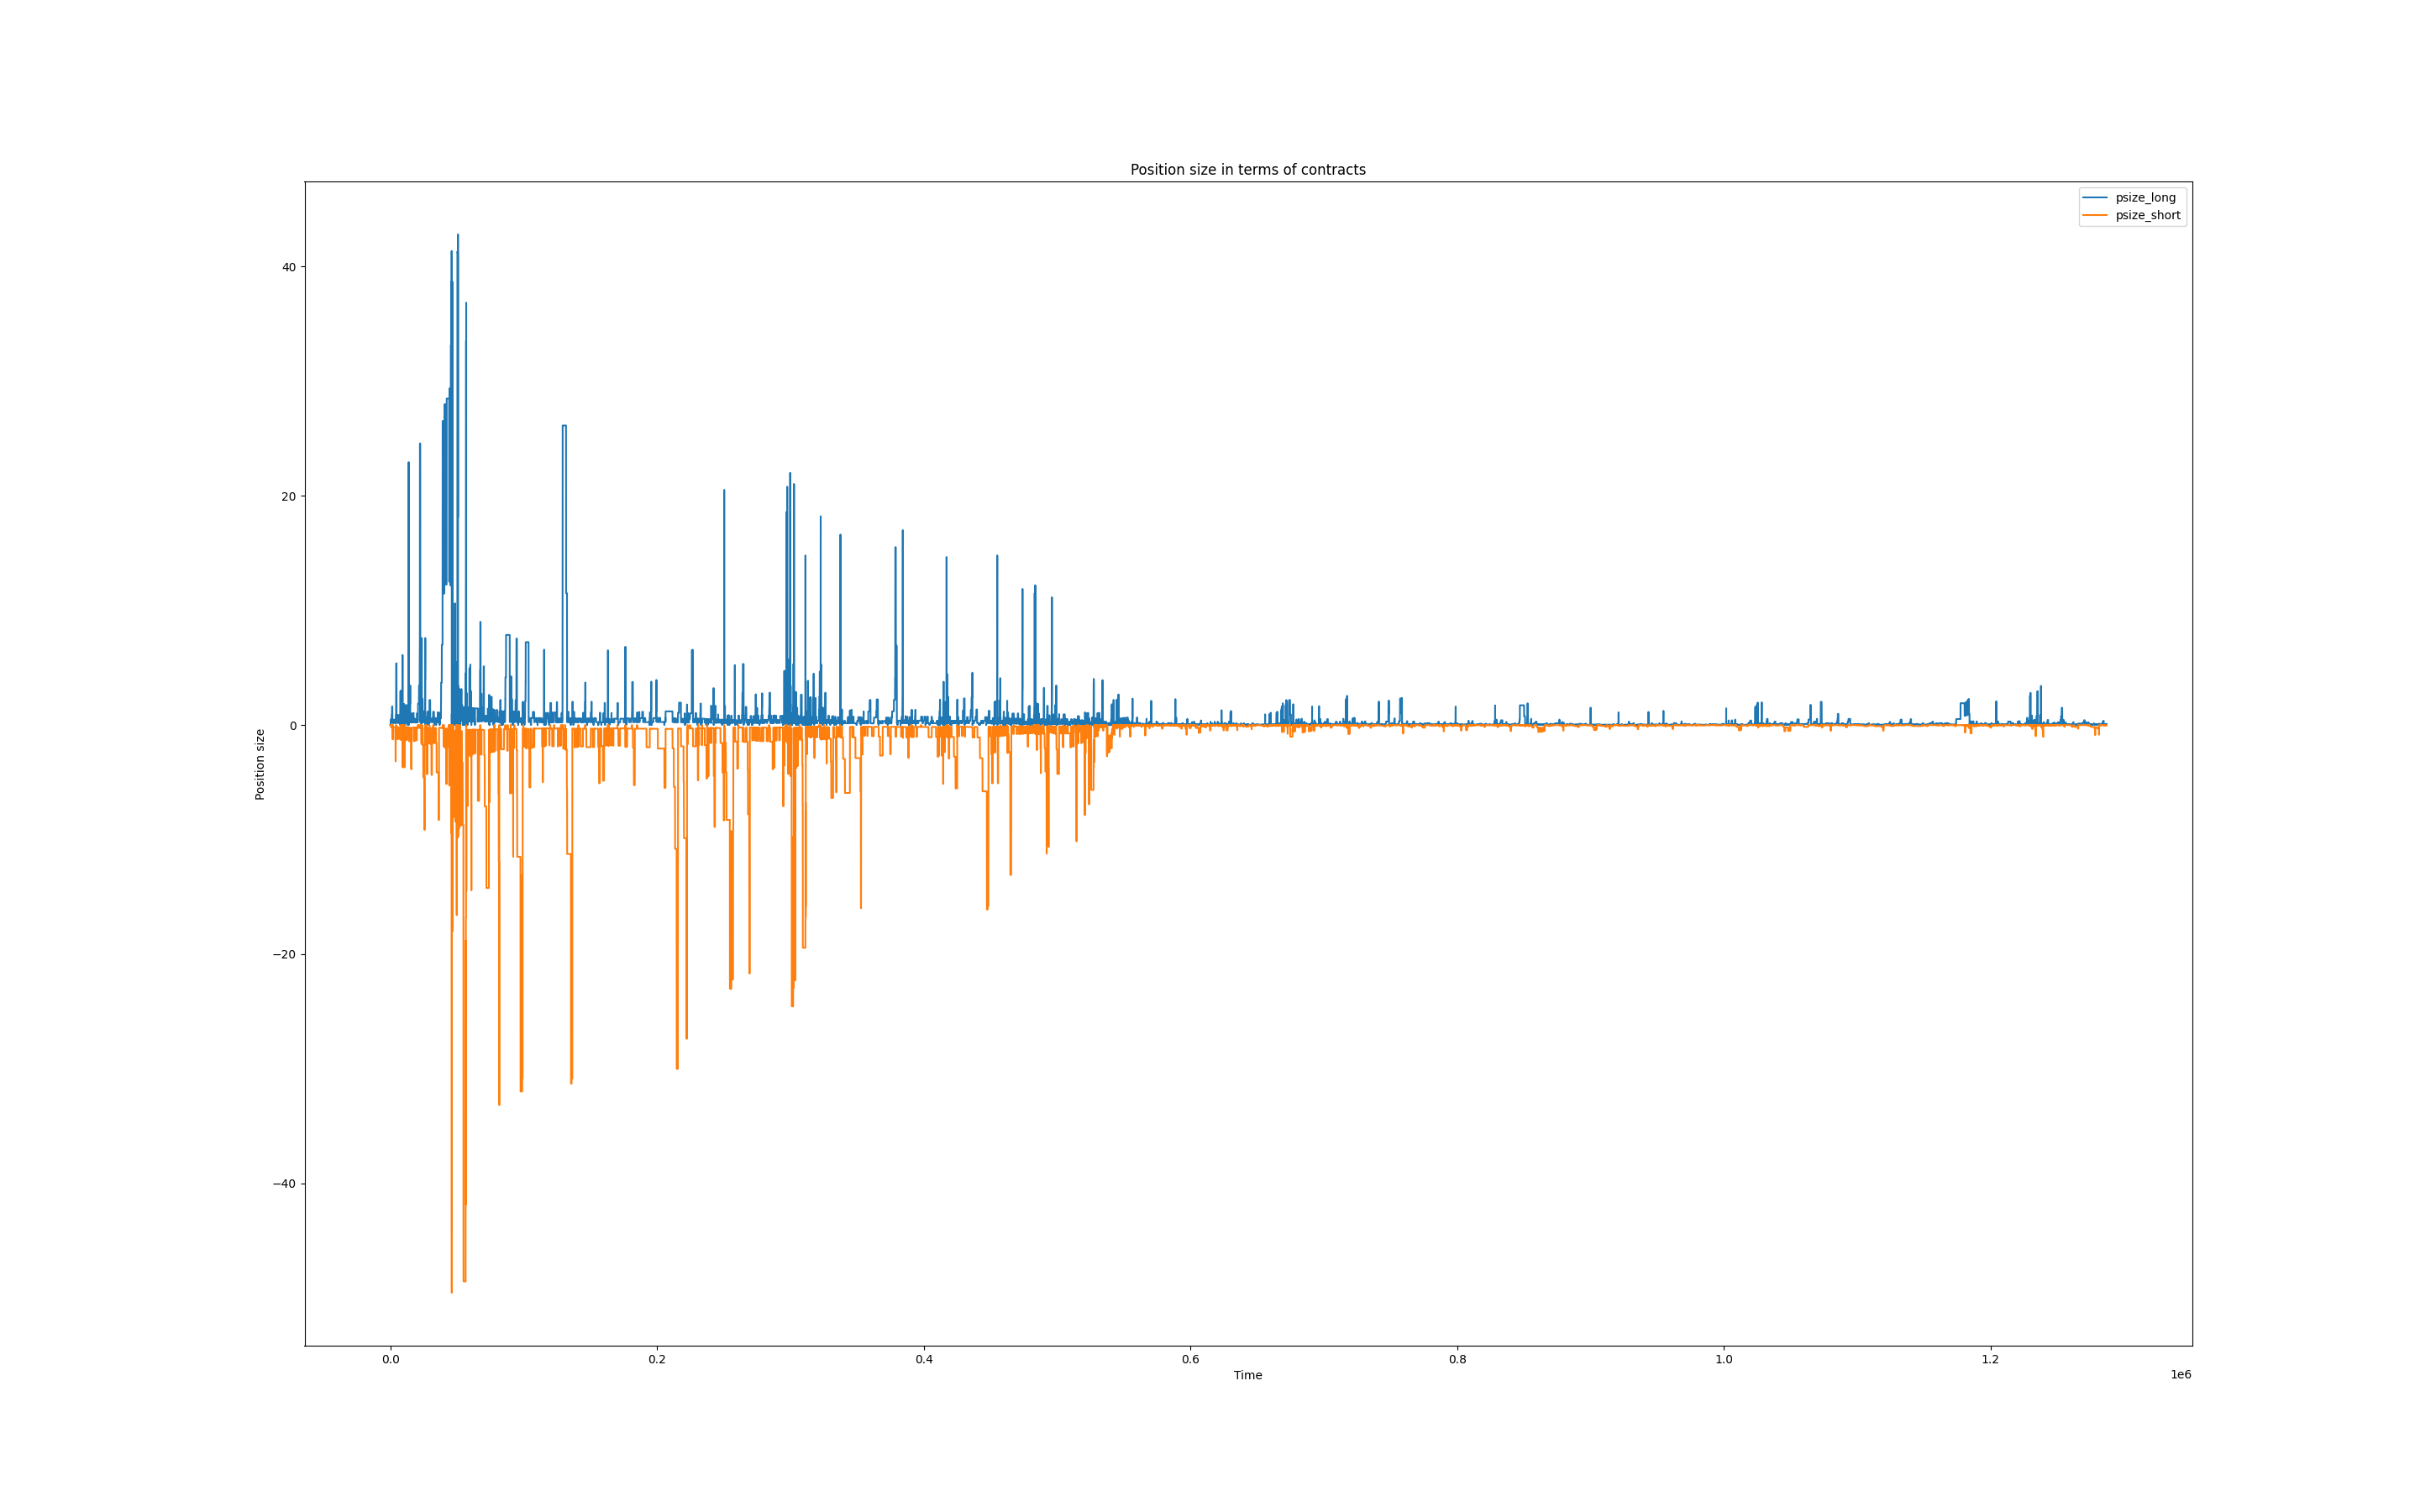 Position size in terms of contracts
psize_long
psize_short
40
20
0
−20
−40
Position size
0.0
0.2
0.4
0.6
0.8
1.0
1.2
Time
1e6